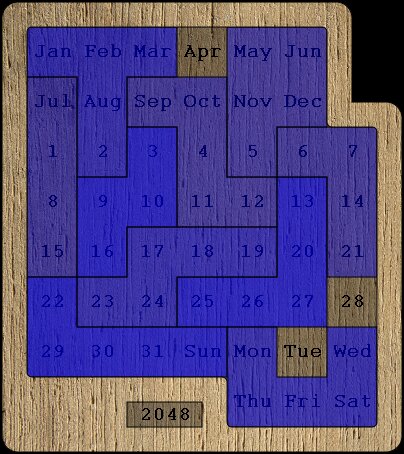 Jan Feb Mar Apr May Jun
Jul Aug Sep Oct Nov Dec
1 2 3 4 5 6 7
8 9 10 11 12 13 14
15 16 17 18 19 20 21
22 23 24 25 26 27 28
29 30 31 Sun Mon Tue Wed
Thu Fri Sat
2048